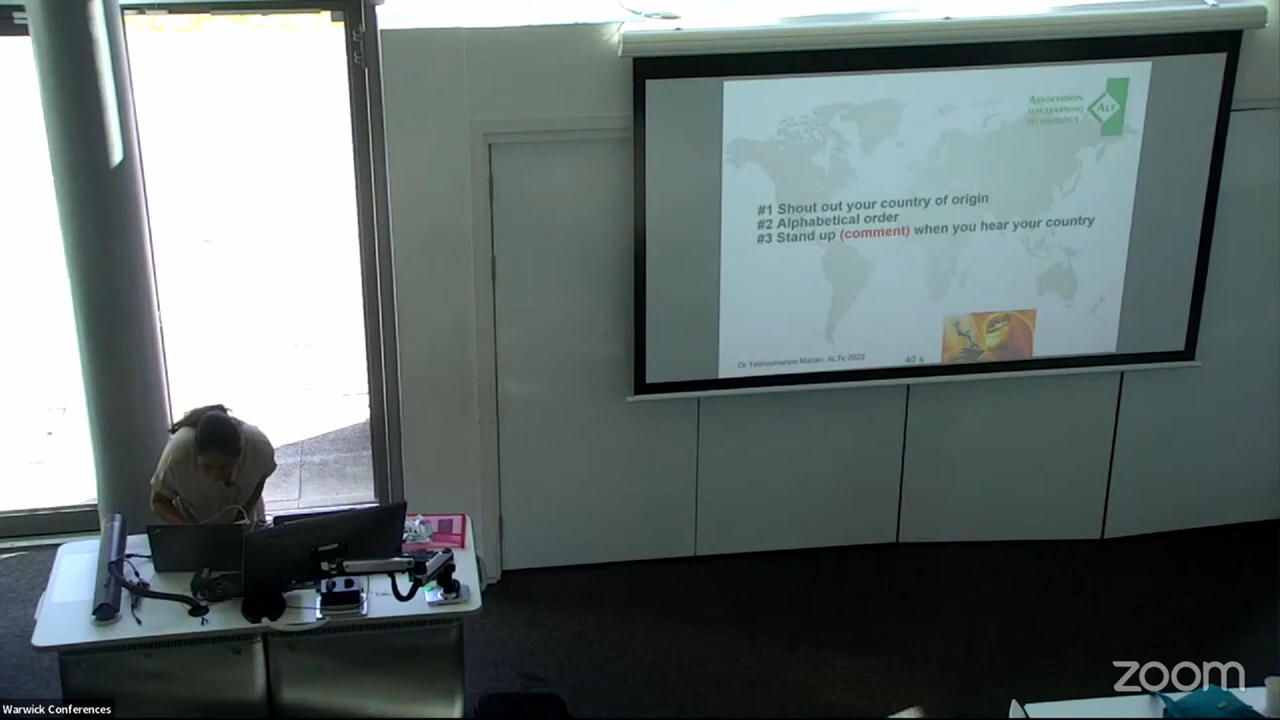 ASSOCIATION
FOR LEARNING
TECHNOLOGY
ALT
#1 Shout out your country of origin
#2 Alphabetical order
#3 Stand up (comment) when you hear your country
40 s
ALTc 2023
zoom
Warwick Conferences